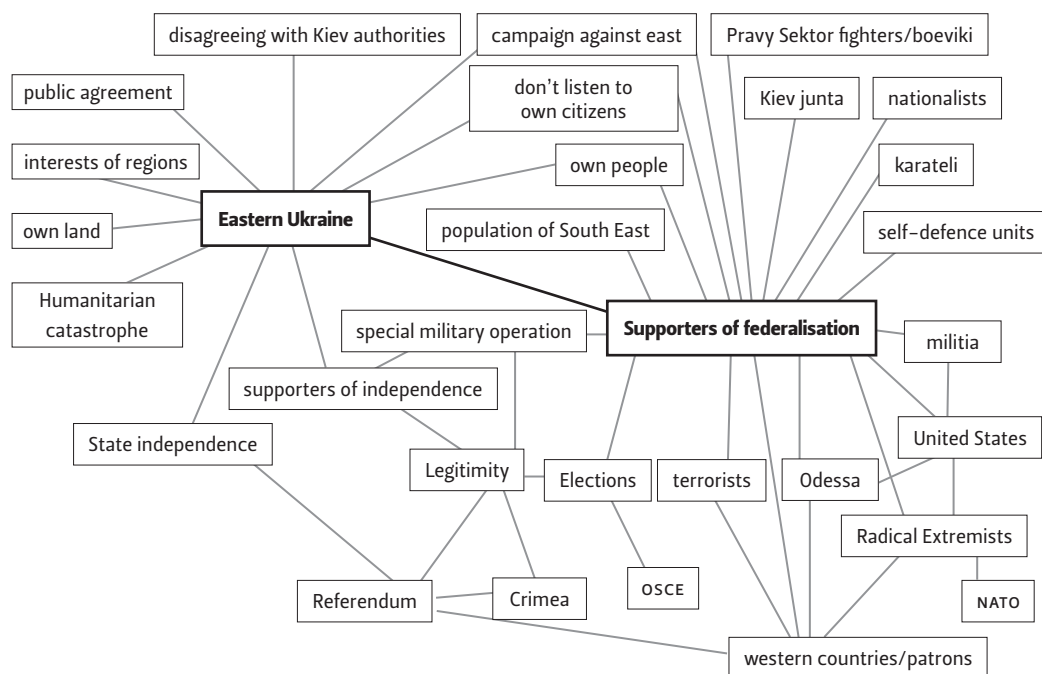 disagreeing with Kiev authorities
campaign against east
Pravy Sektor fighters/boeviki
public agreement
don’t listen to
own citizens
Kiev junta
nationalists
interests of regions
own people
karateli
Eastern Ukraine
own land
population of South East
self-defence units
Humanitarian
catastrophe
special military operation
Supporters of federalisation
militia
supporters of independence
State independence
United States
Legitimity
Elections
terrorists
Odessa
Radical Extremists
Referendum
Crimea
OSCE
NATO
western countries/patrons